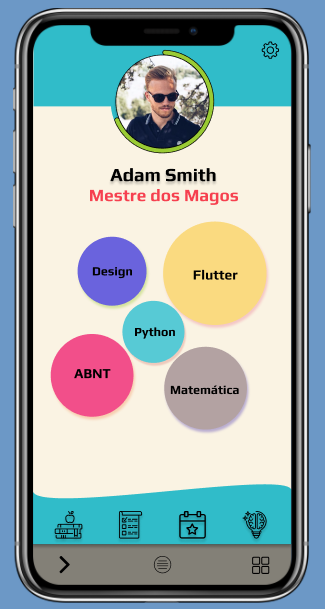 Adam Smith
Mestre dos Magos
Design
Flutter
Python
ABNT
Matemática